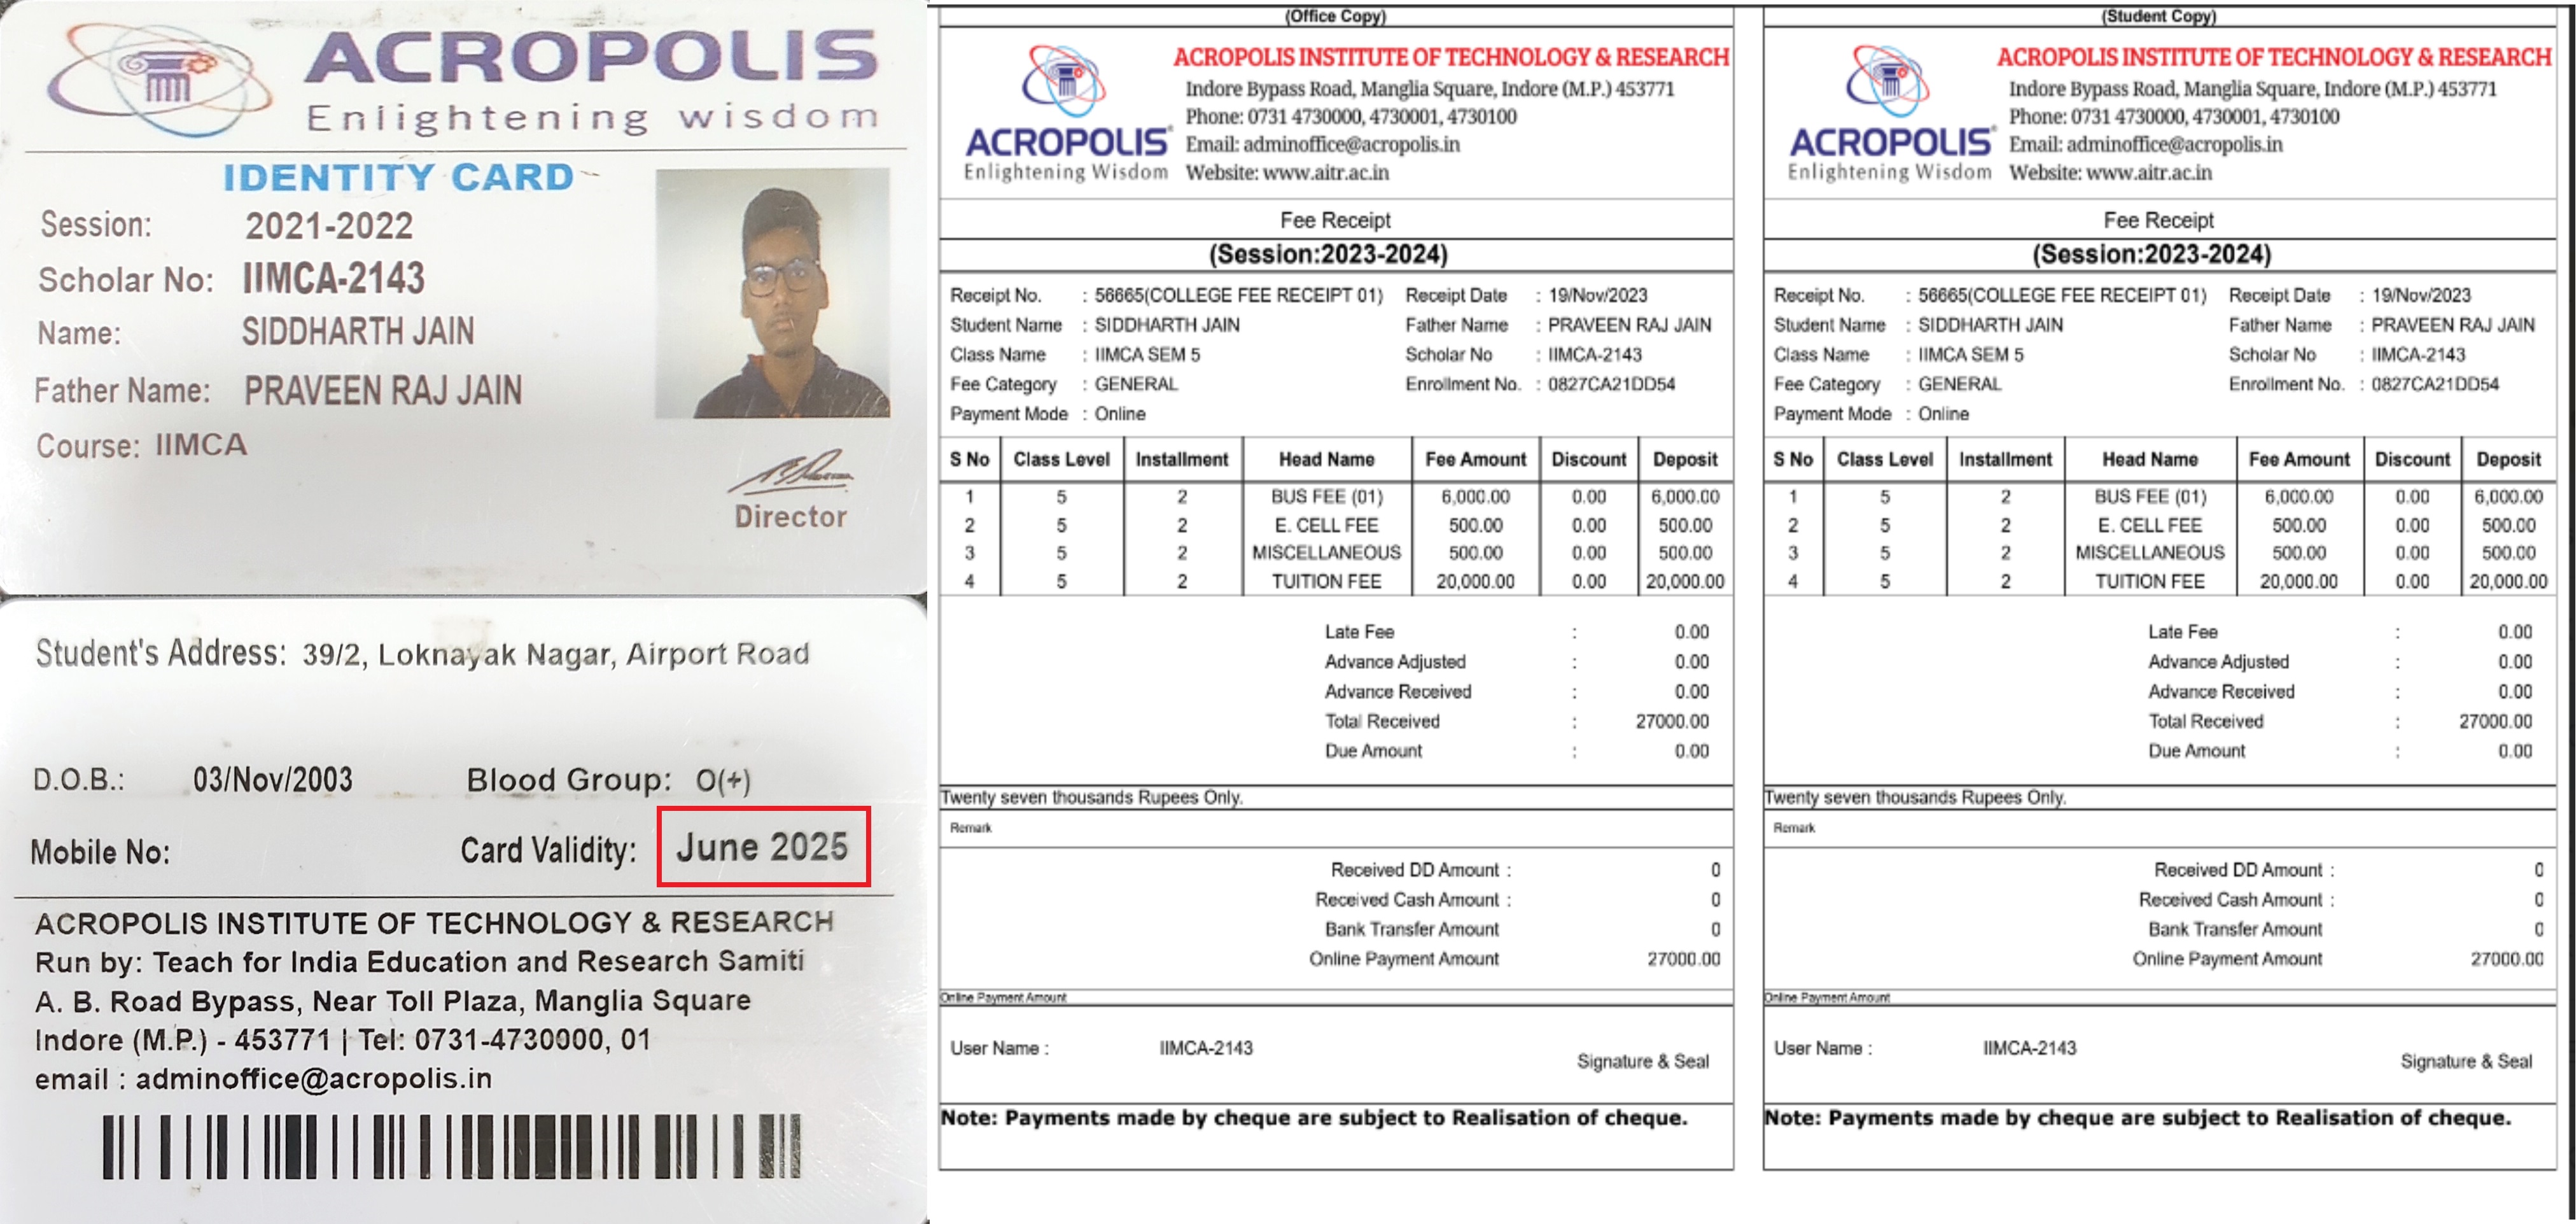 ACROPOLIS
Enlightening wisdom
IDENTITY CARD
Session: 2021-2022
Scholar No: IIMCA-2143
Name: SIDDHARTH JAIN
Father Name: PRAVEEN RAJ JAIN
Course: IIMCA
Director
Student's Address: 39/2, Loknayak Nagar, Airport Road
D.O.B.: 03/Nov/2003 Blood Group: O(+)
Mobile No: Card Validity: June 2025
ACROPOLIS INSTITUTE OF TECHNOLOGY & RESEARCH
Run by: Teach for India Education and Research Samiti
A. B. Road Bypass, Near Toll Plaza, Manglia Square
Indore (M.P.) - 453771 | Tel: 0731-4730000, 01
email : adminoffice@acropolis.in
(Office Copy)
ACROPOLIS INSTITUTE OF TECHNOLOGY & RESEARCH
Indore Bypass Road, Manglia Square, Indore (M.P.) 453771
Phone: 0731 4730000, 4730001, 4730100
ACROPOLIS Email: adminoffice@acropolis.in
Enlightening Wisdom Website: www.aitr.ac.in
Fee Receipt
(Session:2023-2024)
Receipt No. : 56665(COLLEGE FEE RECEIPT 01) Receipt Date : 19/Nov/2023
Student Name : SIDDHARTH JAIN Father Name : PRAVEEN RAJ JAIN
Class Name : IIMCA SEM 5 Scholar No : IIMCA-2143
Fee Category : GENERAL Enrollment No. : 0827CA21DD54
Payment Mode : Online
S No Class Level Installment Head Name Fee Amount Discount Deposit
1 5 2 BUS FEE (01) 6,000.00 0.00 6,000.00
2 5 2 E. CELL FEE 500.00 0.00 500.00
3 5 2 MISCELLANEOUS 500.00 0.00 500.00
4 5 2 TUITION FEE 20,000.00 0.00 20,000.00
Late Fee : 0.00
Advance Adjusted : 0.00
Advance Received : 0.00
Total Received : 27000.00
Due Amount : 0.00
Twenty seven thousands Rupees Only.
Remark
Received DD Amount : 0
Received Cash Amount : 0
Bank Transfer Amount 0
Online Payment Amount 27000.00
Online Payment Amount
User Name : IIMCA-2143
Signature & Seal
Note: Payments made by cheque are subject to Realisation of cheque.
(Student Copy)
ACROPOLIS INSTITUTE OF TECHNOLOGY & RESEARCH
Indore Bypass Road, Manglia Square, Indore (M.P.) 453771
Phone: 0731 4730000, 4730001, 4730100
ACROPOLIS Email: adminoffice@acropolis.in
Enlightening Wisdom Website: www.aitr.ac.in
Fee Receipt
(Session:2023-2024)
Receipt No. : 56665(COLLEGE FEE RECEIPT 01) Receipt Date : 19/Nov/2023
Student Name : SIDDHARTH JAIN Father Name : PRAVEEN RAJ JAIN
Class Name : IIMCA SEM 5 Scholar No : IIMCA-2143
Fee Category : GENERAL Enrollment No. : 0827CA21DD54
Payment Mode : Online
S No Class Level Installment Head Name Fee Amount Discount Deposit
1 5 2 BUS FEE (01) 6,000.00 0.00 6,000.00
2 5 2 E. CELL FEE 500.00 0.00 500.00
3 5 2 MISCELLANEOUS 500.00 0.00 500.00
4 5 2 TUITION FEE 20,000.00 0.00 20,000.00
Late Fee : 0.00
Advance Adjusted : 0.00
Advance Received : 0.00
Total Received : 27000.00
Due Amount : 0.00
Twenty seven thousands Rupees Only.
Remark
Received DD Amount : 0
Received Cash Amount : 0
Bank Transfer Amount 0
Online Payment Amount 27000.00
Online Payment Amount
User Name : IIMCA-2143
Signature & Seal
Note: Payments made by cheque are subject to Realisation of cheque.